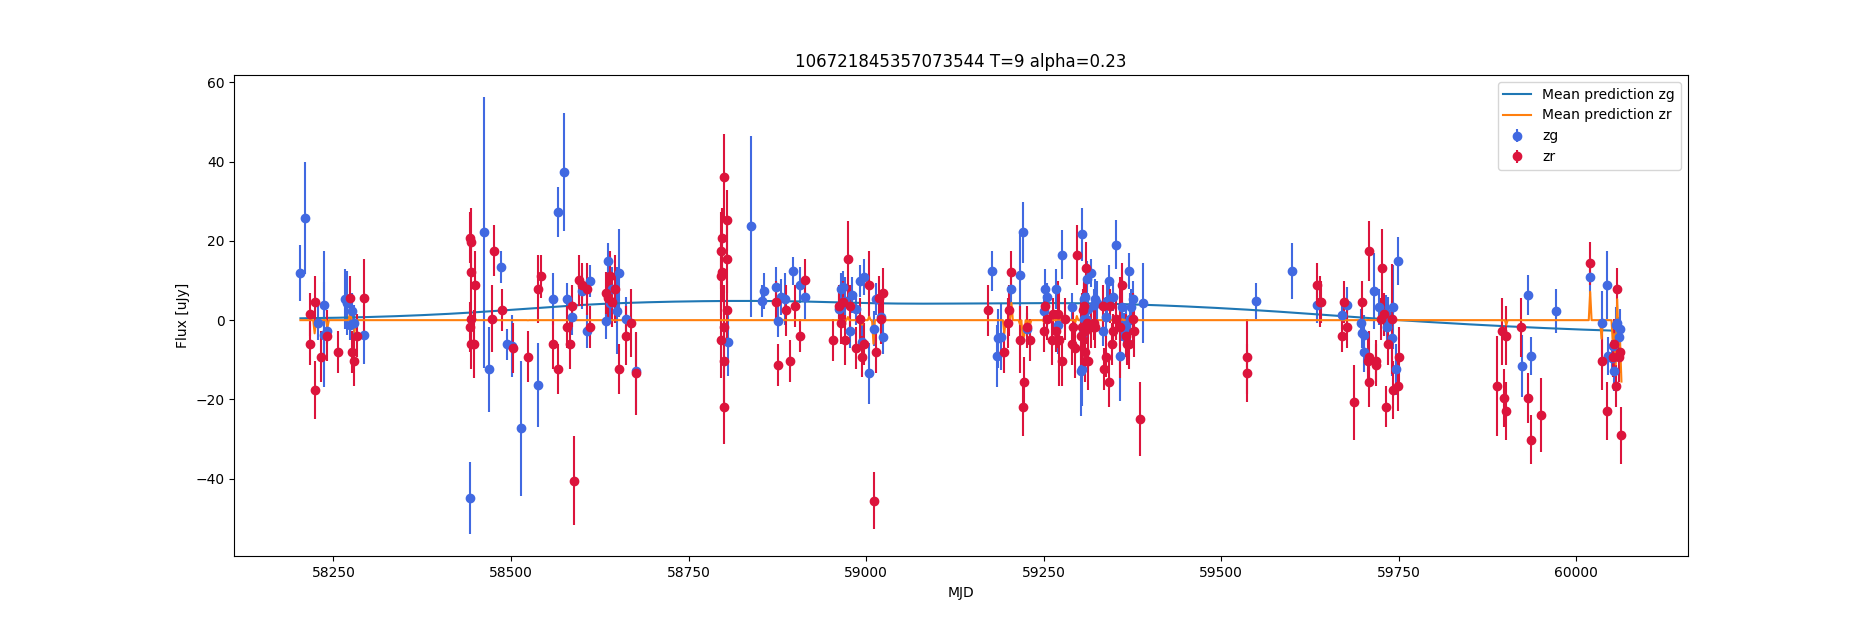 106721845357073544 T=9 alpha=0.23
60
40
20
0
−20
−40
Flux [uJy]
58250
58500
58750
59000
59250
59500
59750
60000
MJD
Mean prediction zg
Mean prediction zr
zg
zr